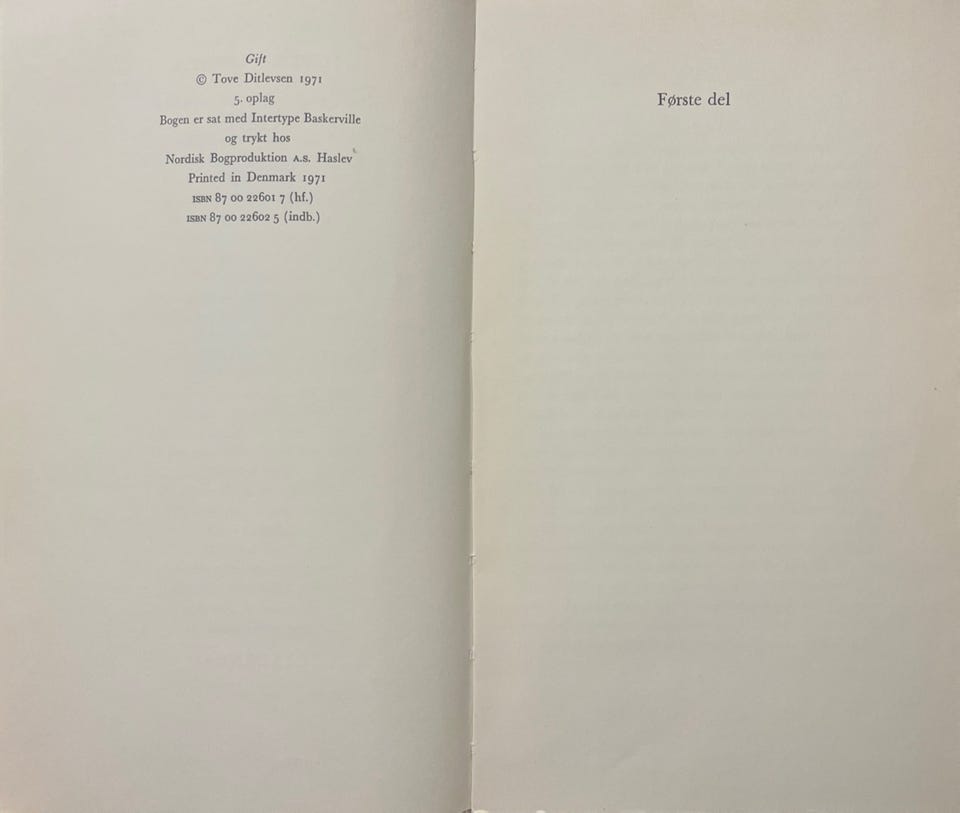 Gift
© Tove Ditlevsen 1971
5. oplag
Bogen er sat med Intertype Baskerville
og trykt hos
Nordisk Bogproduktion A.S. Haslev
Printed in Denmark 1971
ISBN 87 00 22601 7 (hf.)
ISBN 87 00 22602 5 (indb.)
Første del